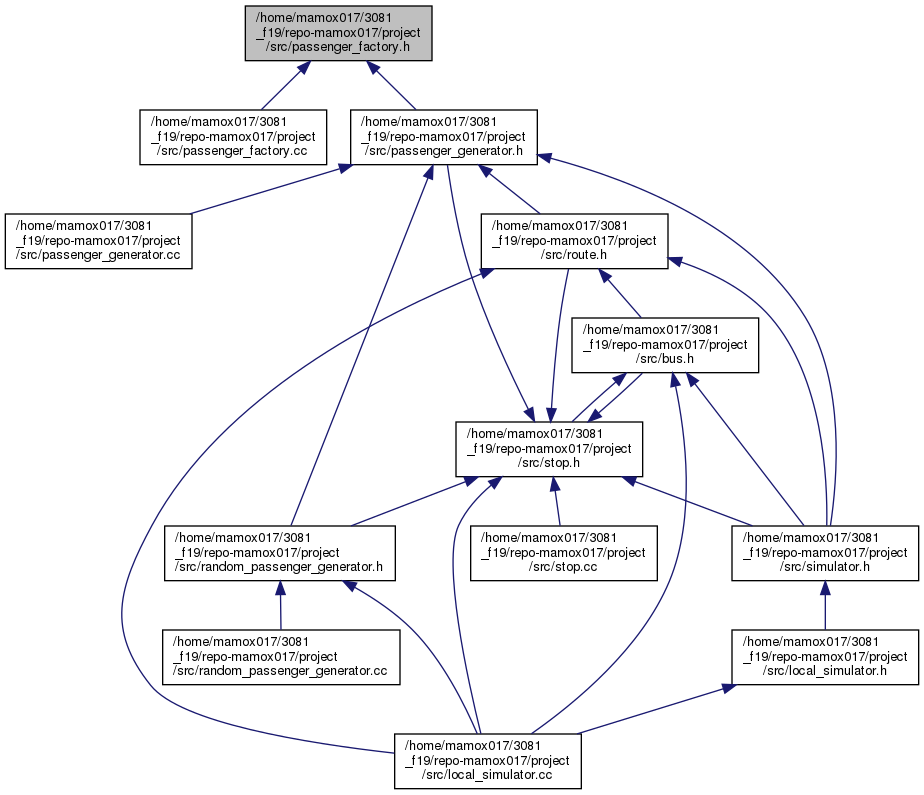 /home/mamox017/3081
_f19/repo-mamox017/project
/src/passenger_factory.h
/home/mamox017/3081
_f19/repo-mamox017/project
/src/passenger_factory.cc
/home/mamox017/3081
_f19/repo-mamox017/project
/src/passenger_generator.h
/home/mamox017/3081
_f19/repo-mamox017/project
/src/passenger_generator.cc
/home/mamox017/3081
_f19/repo-mamox017/project
/src/route.h
/home/mamox017/3081
_f19/repo-mamox017/project
/src/bus.h
/home/mamox017/3081
_f19/repo-mamox017/project
/src/stop.h
/home/mamox017/3081
_f19/repo-mamox017/project
/src/random_passenger_generator.h
/home/mamox017/3081
_f19/repo-mamox017/project
/src/stop.cc
/home/mamox017/3081
_f19/repo-mamox017/project
/src/simulator.h
/home/mamox017/3081
_f19/repo-mamox017/project
/src/random_passenger_generator.cc
/home/mamox017/3081
_f19/repo-mamox017/project
/src/local_simulator.h
/home/mamox017/3081
_f19/repo-mamox017/project
/src/local_simulator.cc